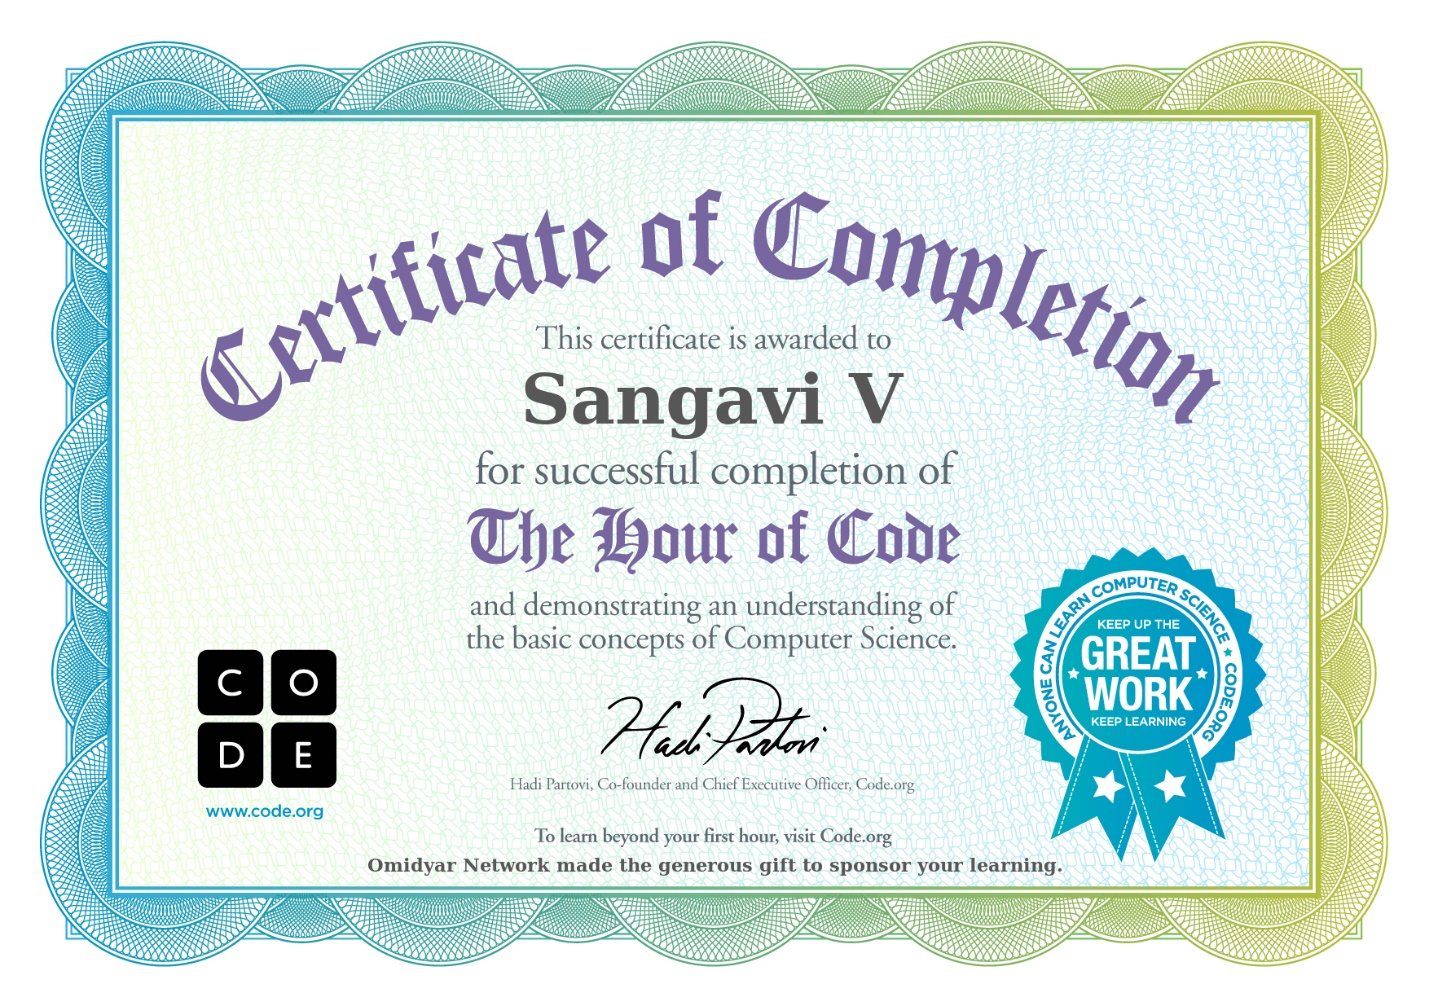 Certificate of Completion
This certificate is awarded to
Sangavi V
for successful completion of
The Hour of Code
and demonstrating an understanding of
the basic concepts of Computer Science.
Hadi Partovi
Hadi Partovi, Co-founder and Chief Executive Officer, Code.org
To learn beyond your first hour, visit Code.org
Omidyar Network made the generous gift to sponsor your learning.
C O
D E
www.code.org
ANYONE CAN LEARN COMPUTER SCIENCE ★ CODE.ORG
KEEP UP THE
GREAT
WORK
KEEP LEARNING